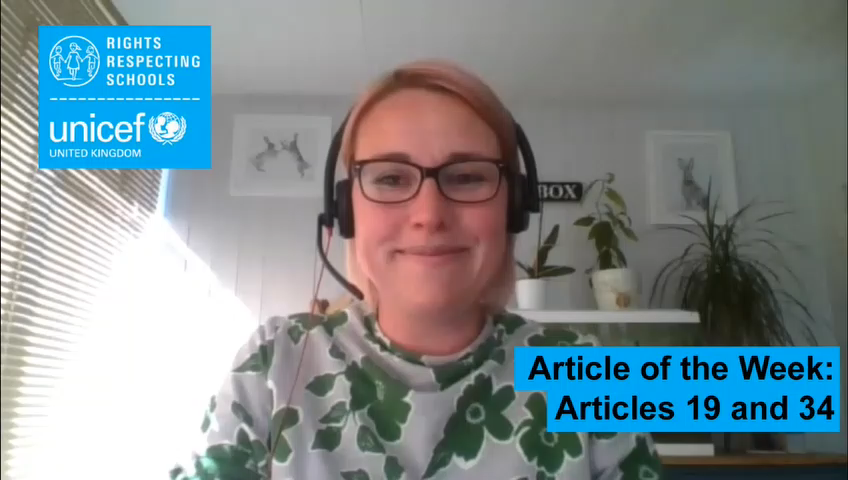 RIGHTS
RESPECTING
SCHOOLS
unicef
UNITED KINGDOM
BOX
Article of the Week:
Articles 19 and 34